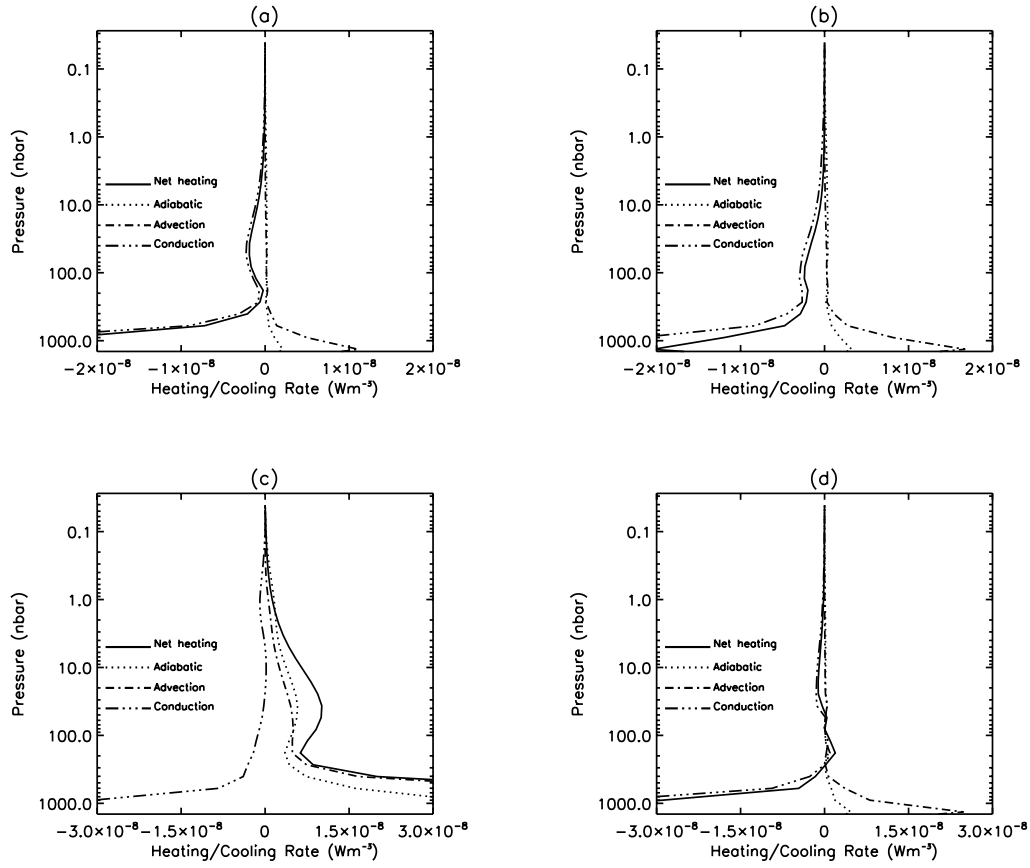 (a)
Pressure (nbar)
0.1
1.0
10.0
100.0
1000.0
Net heating
Adiabatic
Advection
Conduction
−2×10⁻⁸ −1×10⁻⁸ 0 1×10⁻⁸ 2×10⁻⁸
Heating/Cooling Rate (Wm⁻³)
(b)
Pressure (nbar)
0.1
1.0
10.0
100.0
1000.0
Net heating
Adiabatic
Advection
Conduction
−2×10⁻⁸ −1×10⁻⁸ 0 1×10⁻⁸ 2×10⁻⁸
Heating/Cooling Rate (Wm⁻³)
(c)
Pressure (nbar)
0.1
1.0
10.0
100.0
1000.0
Net heating
Adiabatic
Advection
Conduction
−3.0×10⁻⁸ −1.5×10⁻⁸ 0 1.5×10⁻⁸ 3.0×10⁻⁸
Heating/Cooling Rate (Wm⁻³)
(d)
Pressure (nbar)
0.1
1.0
10.0
100.0
1000.0
Net heating
Adiabatic
Advection
Conduction
−3.0×10⁻⁸ −1.5×10⁻⁸ 0 1.5×10⁻⁸ 3.0×10⁻⁸
Heating/Cooling Rate (Wm⁻³)